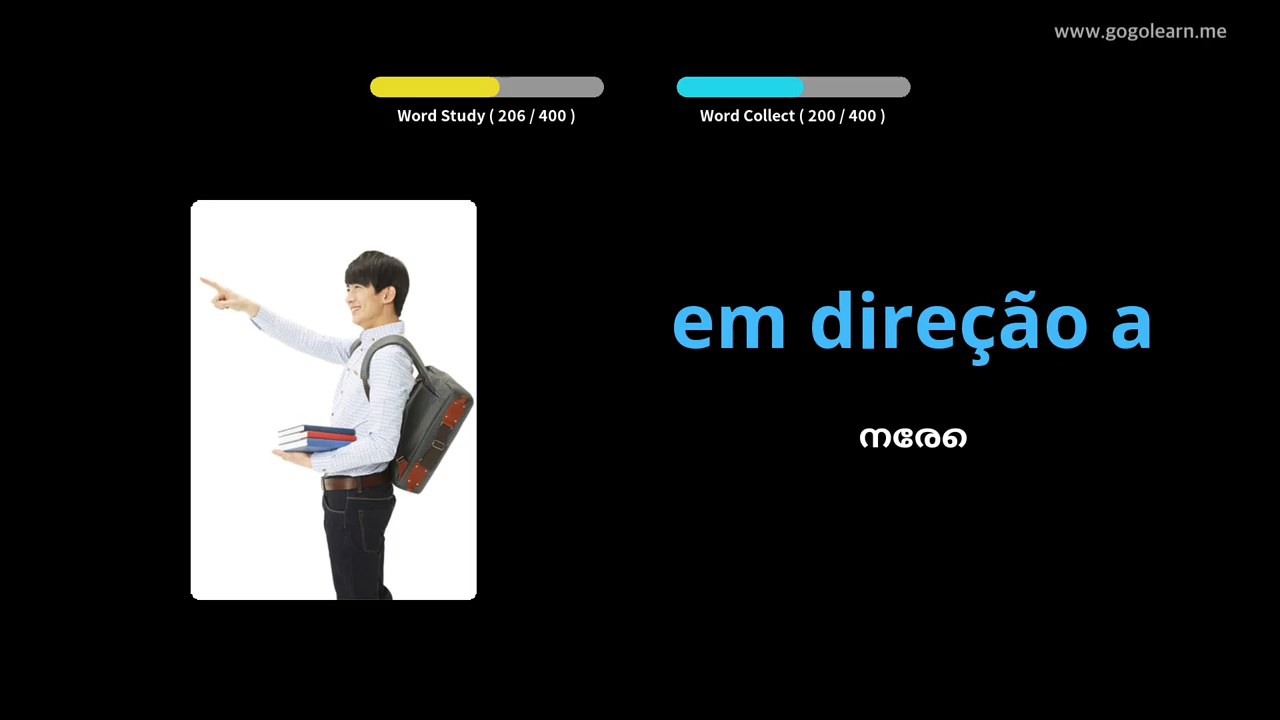 www.gogolearn.me
Word Study ( 206 / 400 )
Word Collect ( 200 / 400 )
em direção a
നേരെ